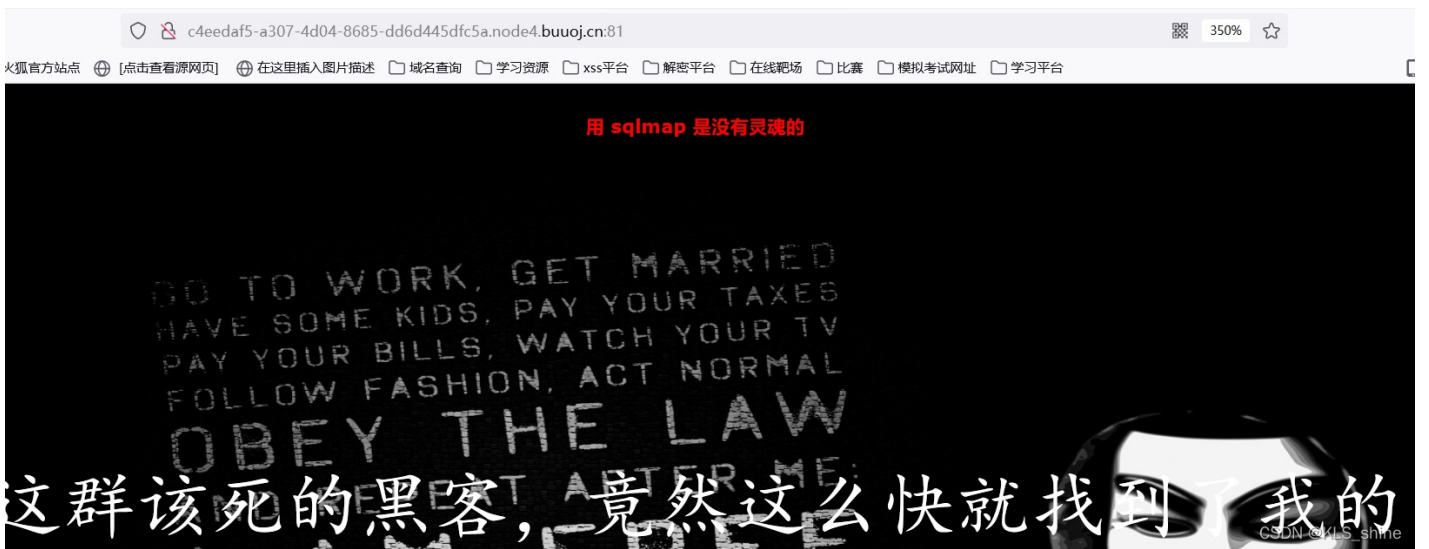 c4eedaf5-a307-4d04-8685-dd6d445dfc5a.node4.buuoj.cn:81 350%
火狐官方站点 [点击查看源网页] 在这里插入图片描述 域名查询 学习资源 xss平台 解密平台 在线靶场 比赛 模拟考试网址 学习平台
用 sqlmap 是没有灵魂的
GO TO WORK, GET MARRIED
HAVE SOME KIDS, PAY YOUR TAXES
PAY YOUR BILLS, WATCH YOUR TV
FOLLOW FASHION, ACT NORMAL
OBEY THE LAW
AND REPEAT AFTER ME:
这群该死的黑客，竟然这么快就找到了我的
I AM FREE
CSDN @KLS_shine